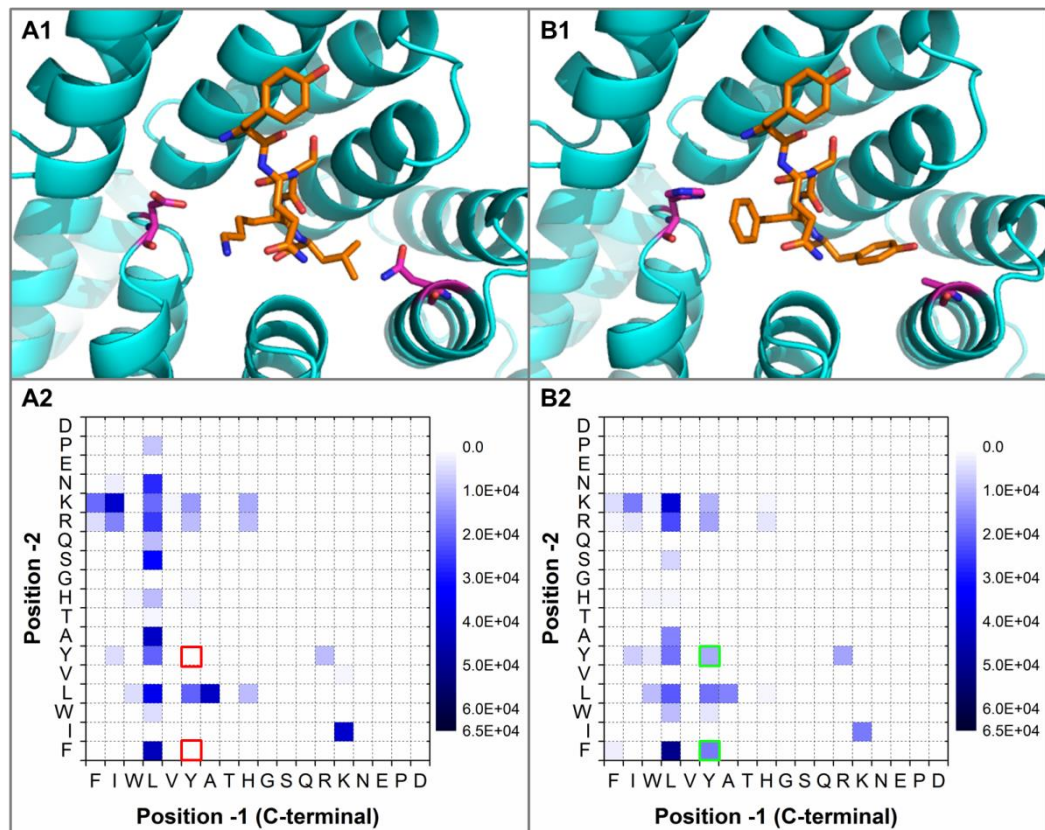 A1
B1
A2
B2
Position -2
D
P
E
N
K
R
Q
S
G
H
T
A
Y
V
L
W
I
F
F I W L V Y A T H G S Q R K N E P D
Position -1 (C-terminal)
0.0
1.0E+04
2.0E+04
3.0E+04
4.0E+04
5.0E+04
6.0E+04
6.5E+04
Position -2
D
P
E
N
K
R
Q
S
G
H
T
A
Y
V
L
W
I
F
F I W L V Y A T H G S Q R K N E P D
Position -1 (C-terminal)
0.0
1.0E+04
2.0E+04
3.0E+04
4.0E+04
5.0E+04
6.0E+04
6.5E+04